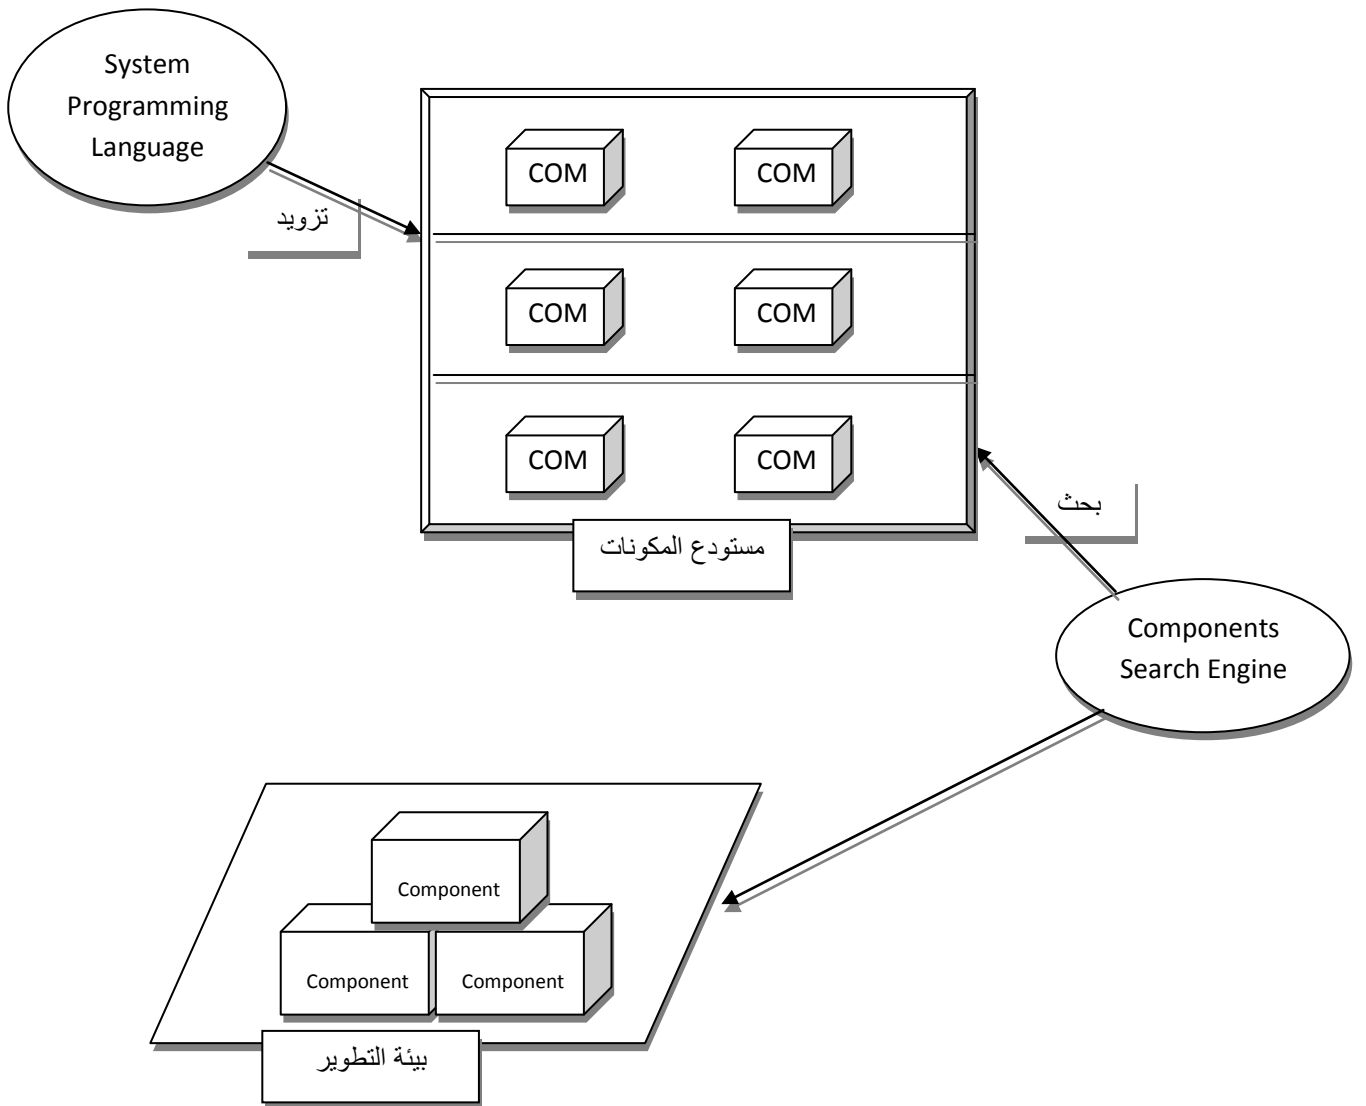 System
Programming
Language
تزويد
COM
COM
COM
COM
COM
COM
مستودع المكونات
بحث
Components
Search Engine
Component
Component
Component
بيئة التطوير